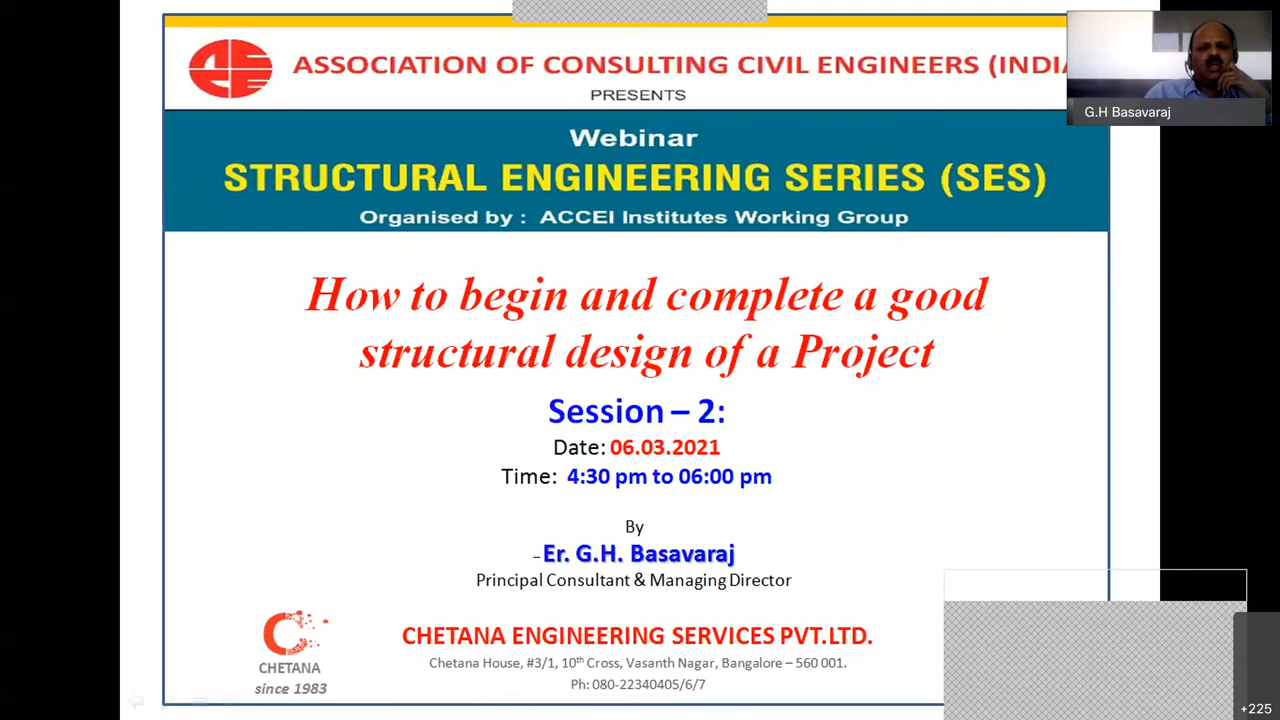 ASSOCIATION OF CONSULTING CIVIL ENGINEERS (INDIA
PRESENTS
G.H Basavaraj
Webinar
STRUCTURAL ENGINEERING SERIES (SES)
Organised by : ACCEI Institutes Working Group
How to begin and complete a good
structural design of a Project
Session – 2:
Date: 06.03.2021
Time: 4:30 pm to 06:00 pm
By
– Er. G.H. Basavaraj
Principal Consultant & Managing Director
CHETANA
since 1983
CHETANA ENGINEERING SERVICES PVT.LTD.
Chetana House, #3/1, 10th Cross, Vasanth Nagar, Bangalore – 560 001.
Ph: 080-22340405/6/7
+225